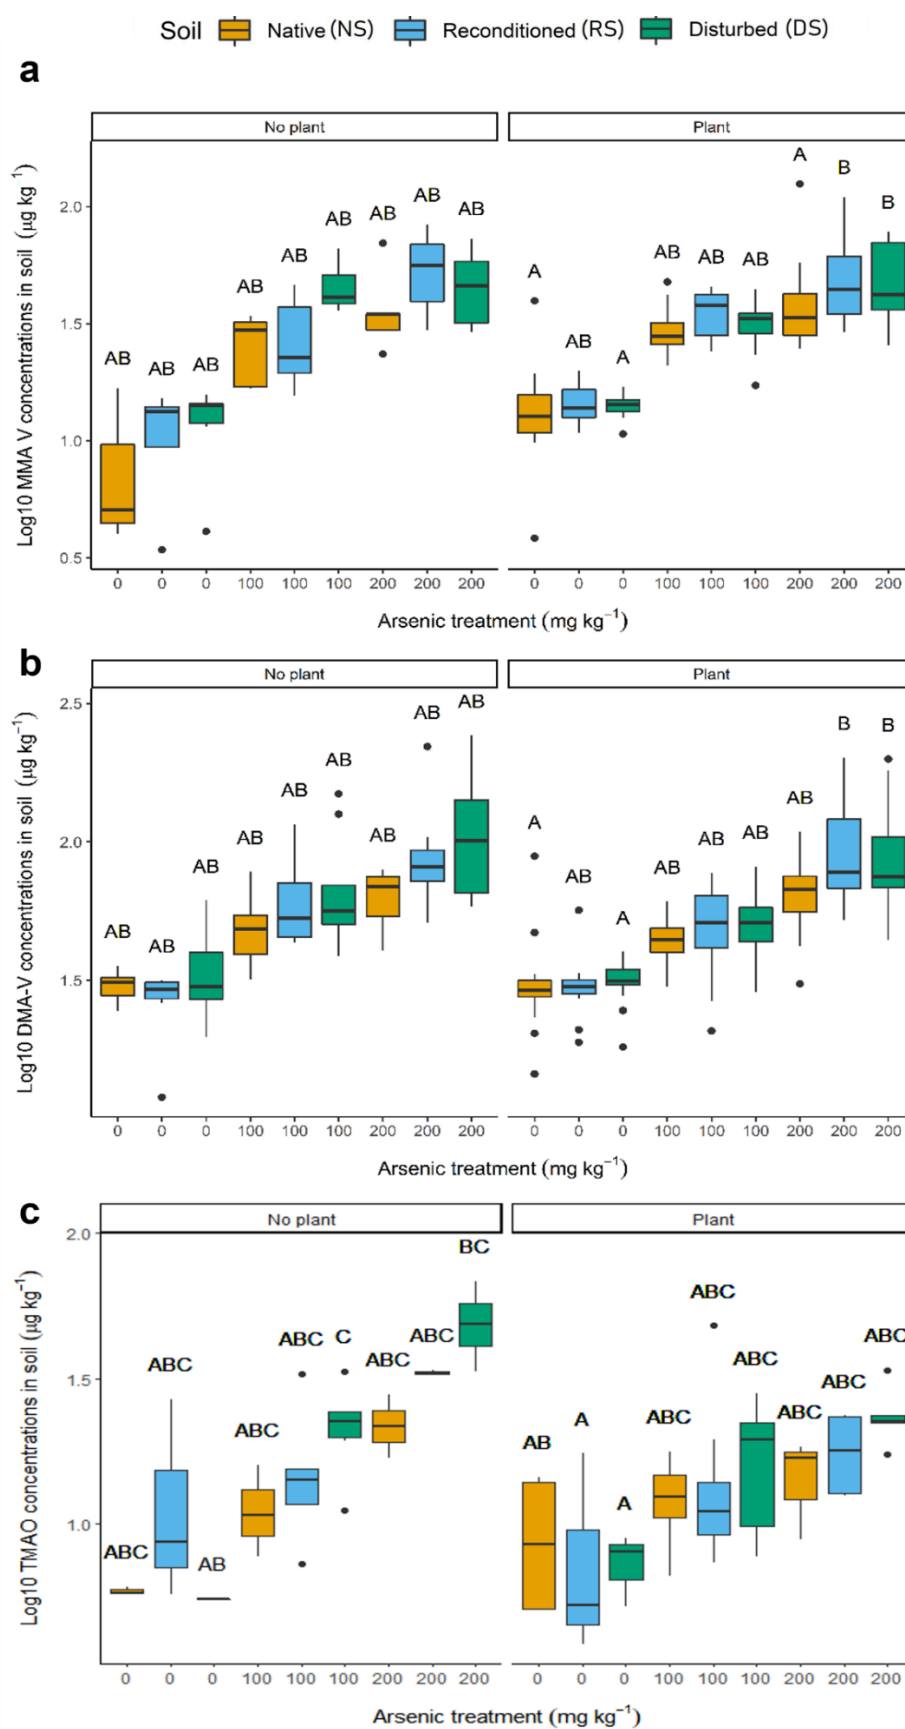 Soil Native (NS) Reconditioned (RS) Disturbed (DS)
a
No plant Plant
Log10 MMA V concentrations in soil (µg kg⁻¹)
2.0
1.5
1.0
0.5
AB AB AB AB AB AB AB AB AB
A AB A AB AB AB A B B
0 0 0 100 100 100 200 200 200 0 0 0 100 100 100 200 200 200
Arsenic treatment (mg kg⁻¹)
b
No plant Plant
Log10 DMA-V concentrations in soil (µg kg⁻¹)
2.5
2.0
1.5
AB AB AB AB AB AB AB AB AB
A AB A AB AB AB AB B B
0 0 0 100 100 100 200 200 200 0 0 0 100 100 100 200 200 200
Arsenic treatment (mg kg⁻¹)
c
No plant Plant
Log10 TMAO concentrations in soil (µg kg⁻¹)
2.0
1.5
1.0
ABC ABC AB ABC ABC C ABC ABC BC
AB A A ABC ABC ABC ABC ABC ABC
0 0 0 100 100 100 200 200 200 0 0 0 100 100 100 200 200 200
Arsenic treatment (mg kg⁻¹)